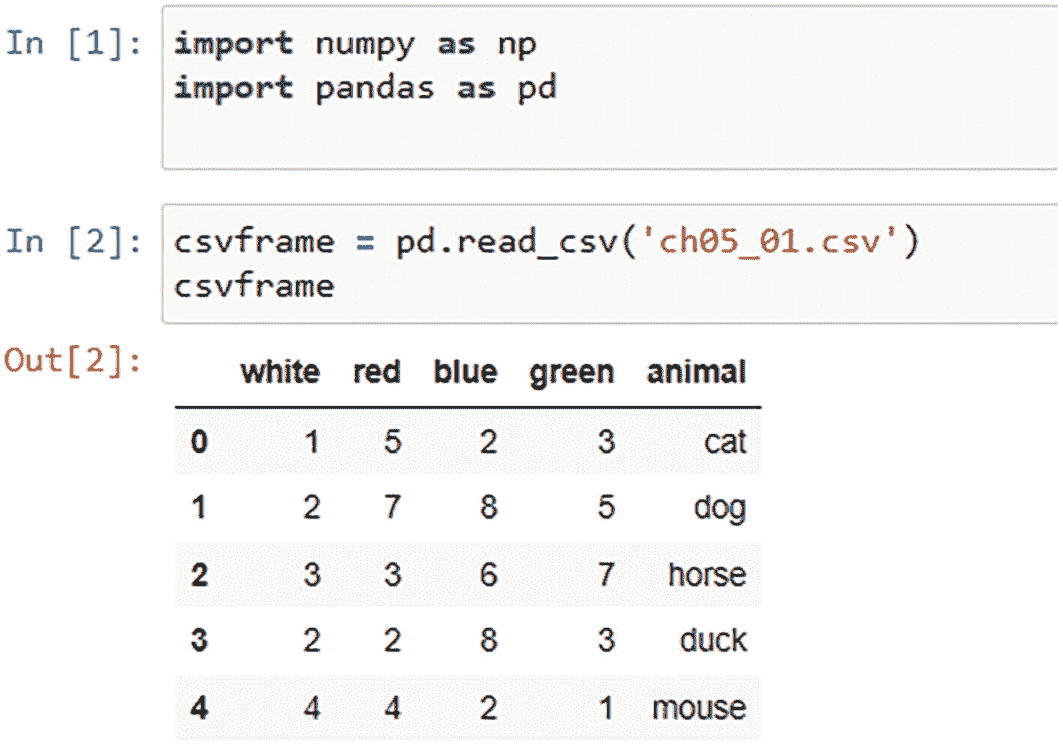 In [1]: import numpy as np
import pandas as pd
In [2]: csvframe = pd.read_csv('ch05_01.csv')
csvframe
Out[2]:
white red blue green animal
0 1 5 2 3 cat
1 2 7 8 5 dog
2 3 3 6 7 horse
3 2 2 8 3 duck
4 4 4 2 1 mouse